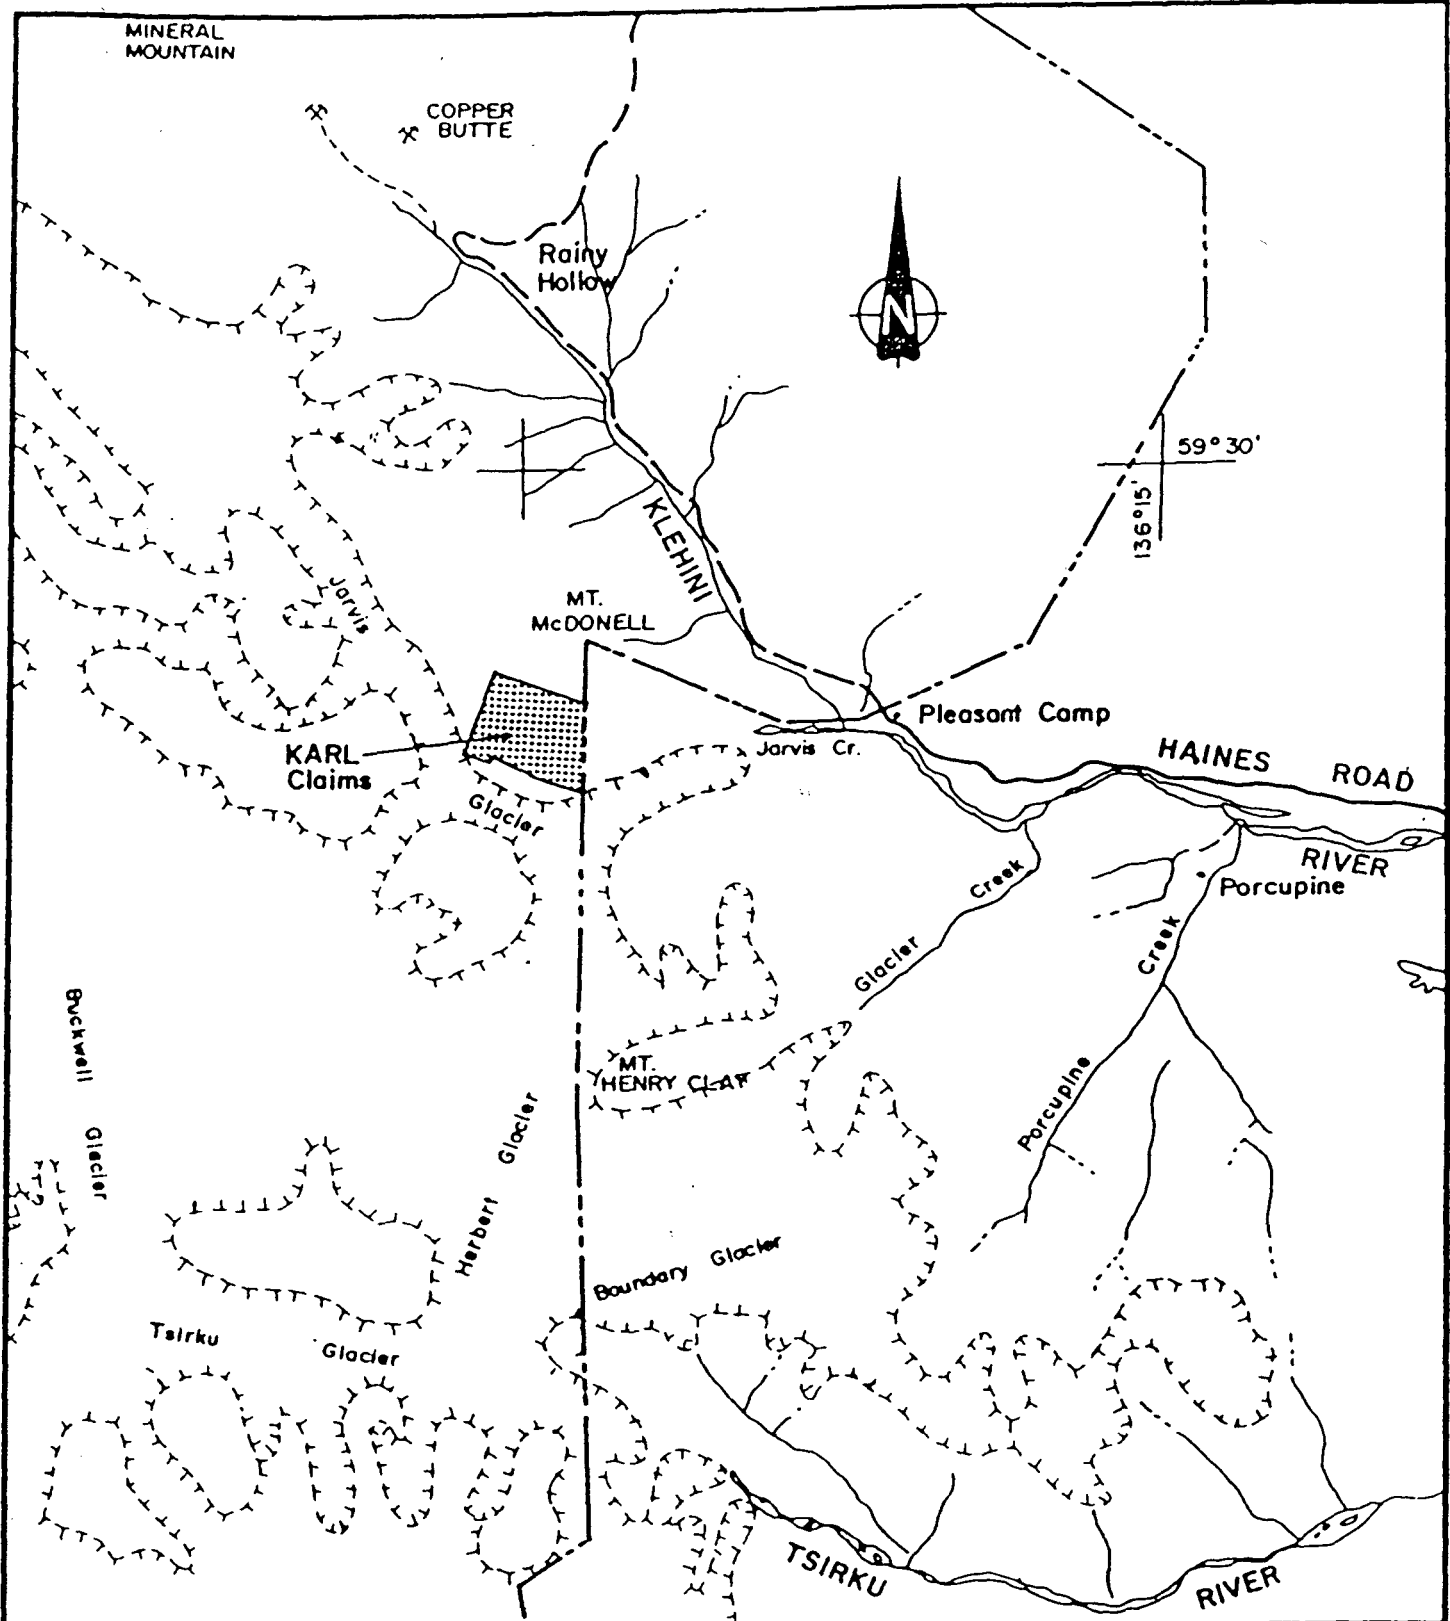 MINERAL
MOUNTAIN
COPPER
BUTTE
Rainy
Hollow
N
59°30'
136°15'
KLEHINI
Jarvis
MT.
McDONELL
Pleasant Camp
KARL
Claims
Jarvis Cr.
HAINES ROAD
Glacier
RIVER
Porcupine
Glacier Creek
Porcupine Creek
Buckwell Glacier
MT.
HENRY CLAY
Herbert Glacier
Boundary Glacier
Tsirku Glacier
TSIRKU RIVER